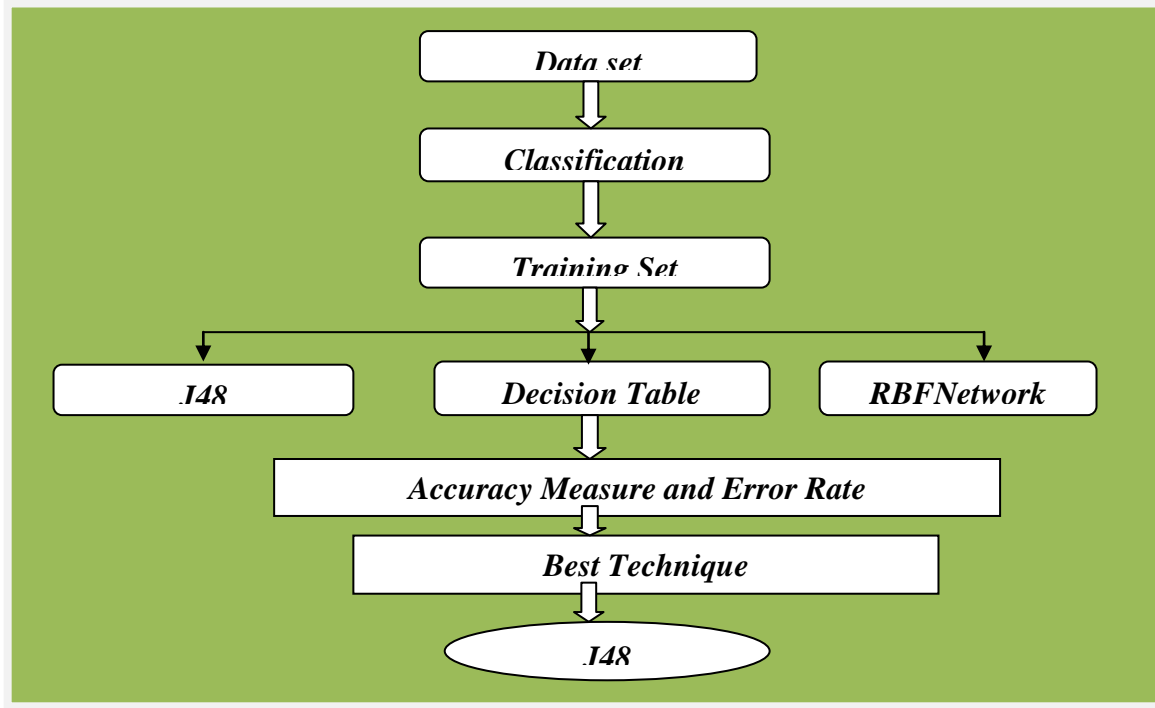 Data set
Classification
Training Set
J48
Decision Table
RBFNetwork
Accuracy Measure and Error Rate
Best Technique
J48